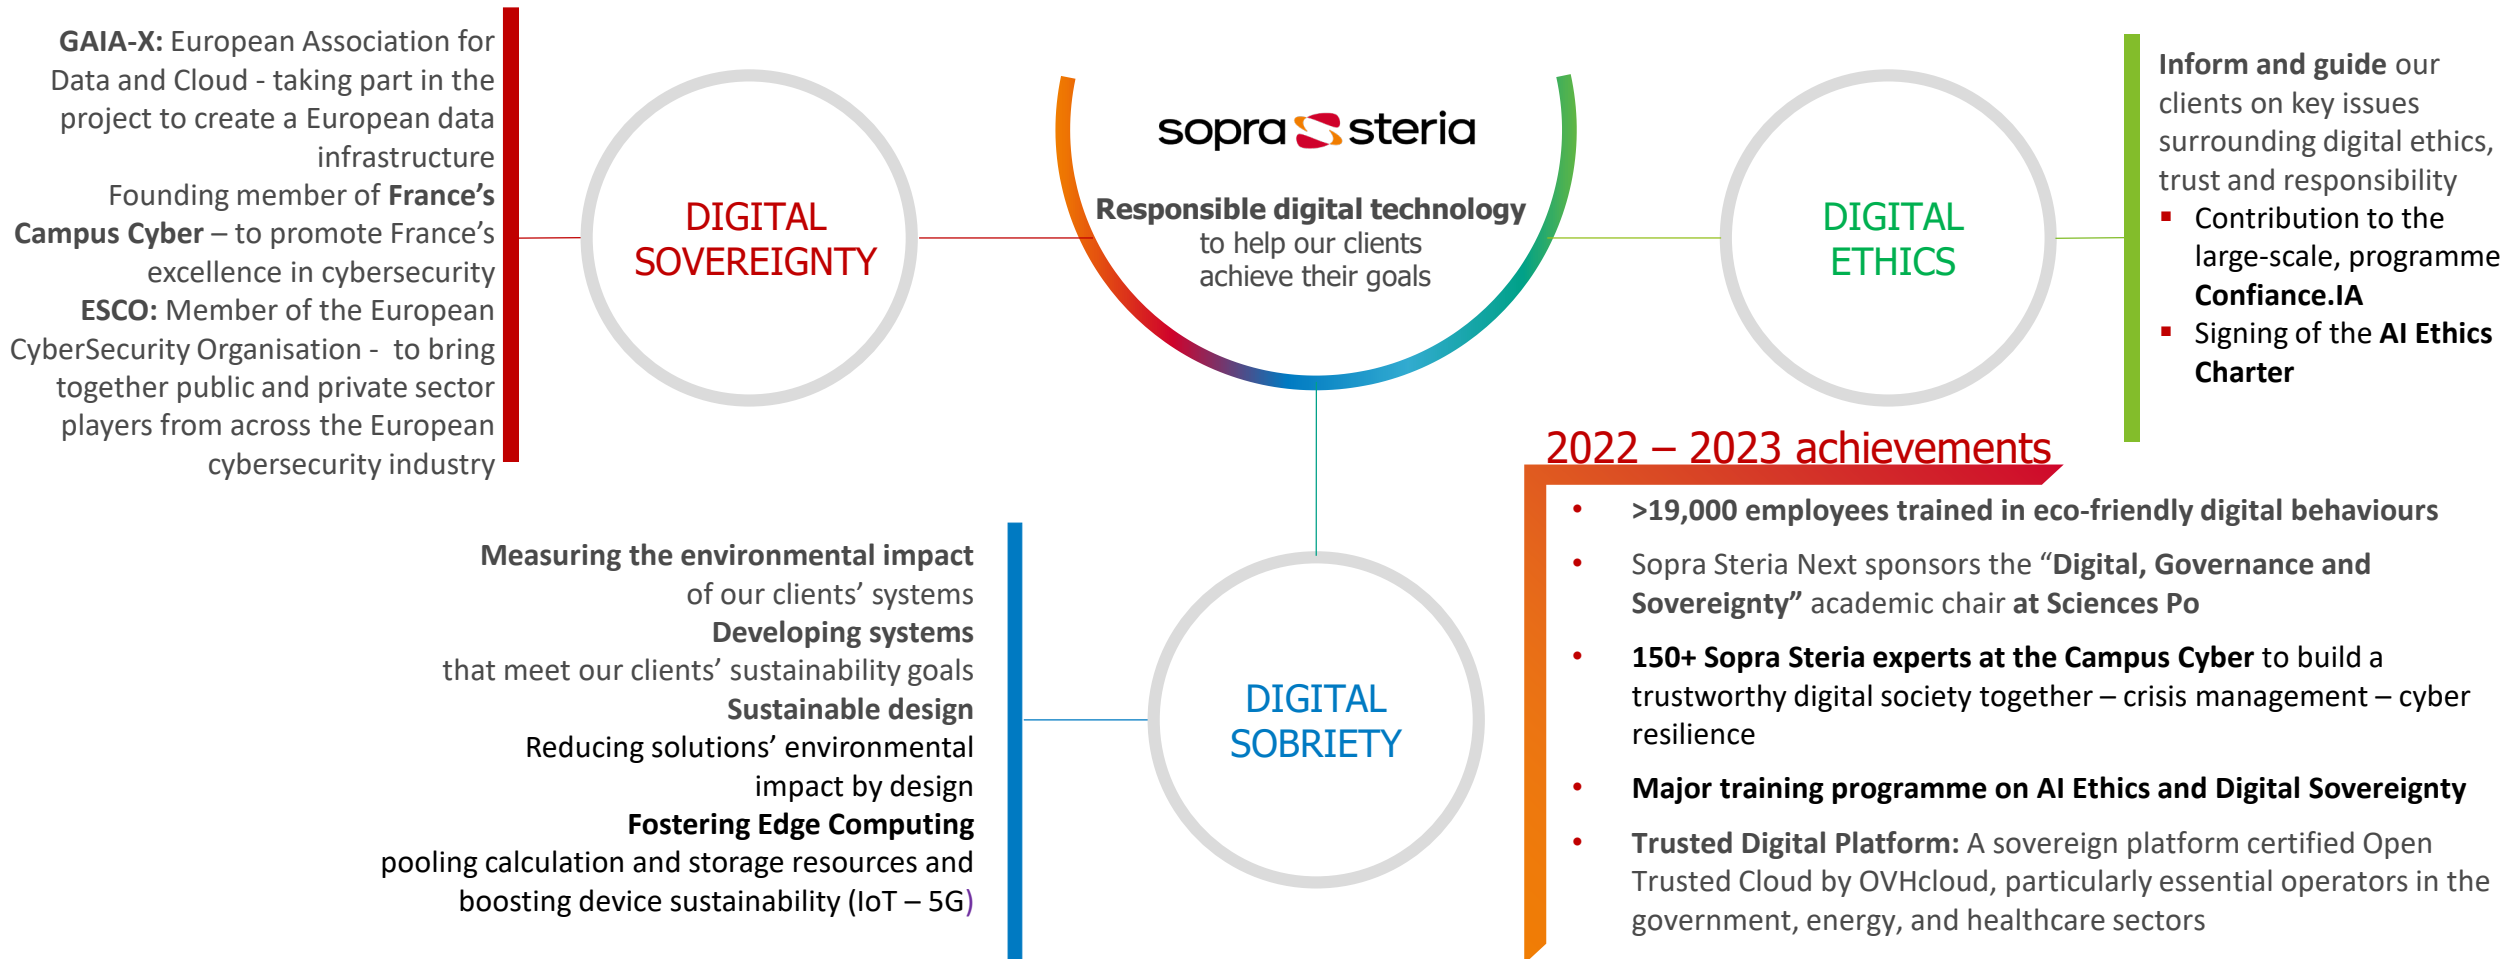 GAIA-X: European Association for
Data and Cloud - taking part in the
project to create a European data
infrastructure
Founding member of France’s
Campus Cyber – to promote France’s
excellence in cybersecurity
ESCO: Member of the European
CyberSecurity Organisation - to bring
together public and private sector
players from across the European
cybersecurity industry
DIGITAL
SOVEREIGNTY
sopra steria
Responsible digital technology
to help our clients
achieve their goals
DIGITAL
ETHICS
Inform and guide our
clients on key issues
surrounding digital ethics,
trust and responsibility
▪ Contribution to the
large-scale, programme
Confiance.IA
▪ Signing of the AI Ethics
Charter
Measuring the environmental impact
of our clients’ systems
Developing systems
that meet our clients’ sustainability goals
Sustainable design
Reducing solutions’ environmental
impact by design
Fostering Edge Computing
pooling calculation and storage resources and
boosting device sustainability (IoT – 5G)
DIGITAL
SOBRIETY
2022 – 2023 achievements
• >19,000 employees trained in eco-friendly digital behaviours
• Sopra Steria Next sponsors the “Digital, Governance and
Sovereignty” academic chair at Sciences Po
• 150+ Sopra Steria experts at the Campus Cyber to build a
trustworthy digital society together – crisis management – cyber
resilience
• Major training programme on AI Ethics and Digital Sovereignty
• Trusted Digital Platform: A sovereign platform certified Open
Trusted Cloud by OVHcloud, particularly essential operators in the
government, energy, and healthcare sectors